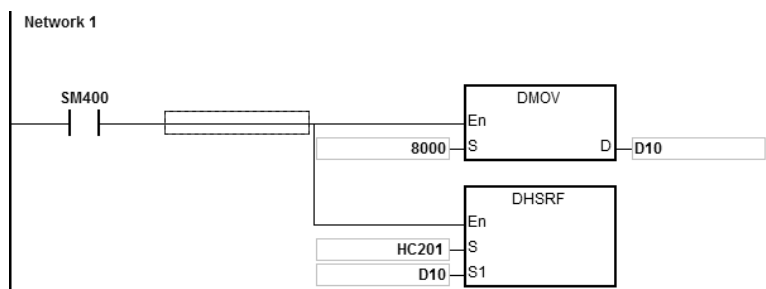 Network 1
SM400
DMOV
En
8000 S D D10
DHSRF
En
HC201 S
D10 S1